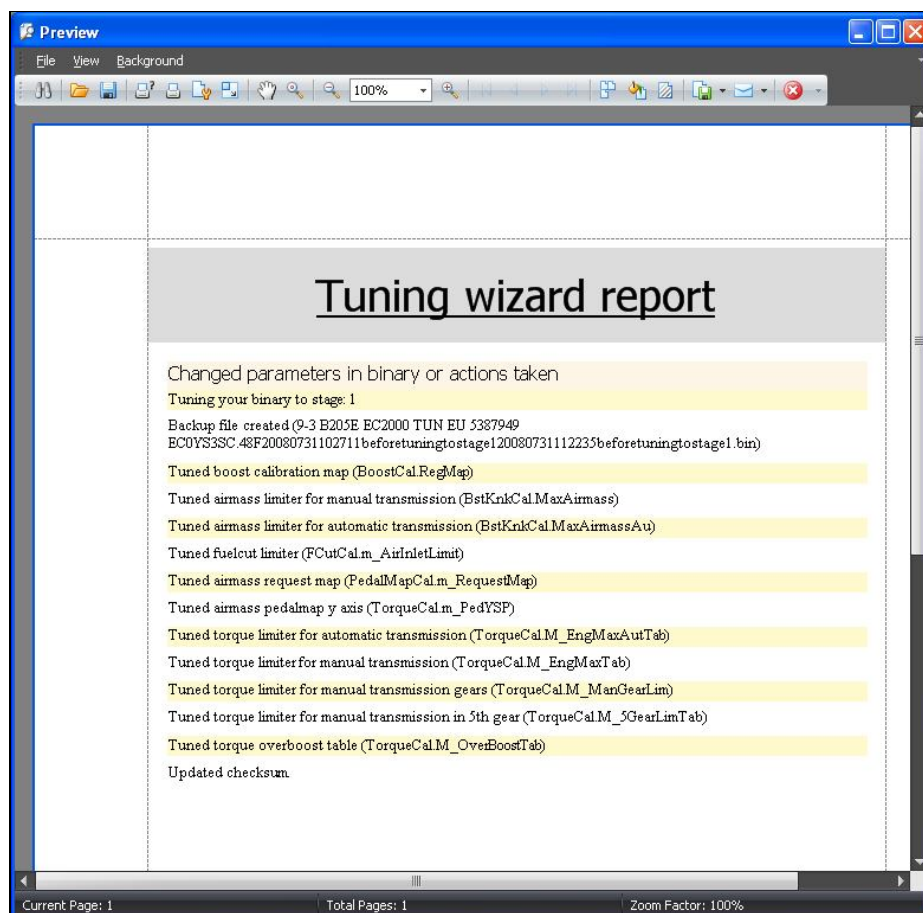 Preview
File View Background
100%
Tuning wizard report
Changed parameters in binary or actions taken
Tuning your binary to stage: 1
Backup file created (9-3 B205E EC2000 TUN EU 5387949
EC0YS3SC.48F20080731102711beforetuningtostage120080731112235beforetuningtostage1.bin)
Tuned boost calibration map (BoostCal.RegMap)
Tuned airmass limiter for manual transmission (BstKnkCal.MaxAirmass)
Tuned airmass limiter for automatic transmission (BstKnkCal.MaxAirmassAu)
Tuned fuelcut limiter (FCutCal.m_AirInletLimit)
Tuned airmass request map (PedalMapCal.m_RequestMap)
Tuned airmass pedalmap y axis (TorqueCal.m_PedYSP)
Tuned torque limiter for automatic transmission (TorqueCal.M_EngMaxAutTab)
Tuned torque limiter for manual transmission (TorqueCal.M_EngMaxTab)
Tuned torque limiter for manual transmission gears (TorqueCal.M_ManGearLim)
Tuned torque limiter for manual transmission in 5th gear (TorqueCal.M_5GearLimTab)
Tuned torque overboost table (TorqueCal.M_OverBoostTab)
Updated checksum.
Current Page: 1 Total Pages: 1 Zoom Factor: 100%